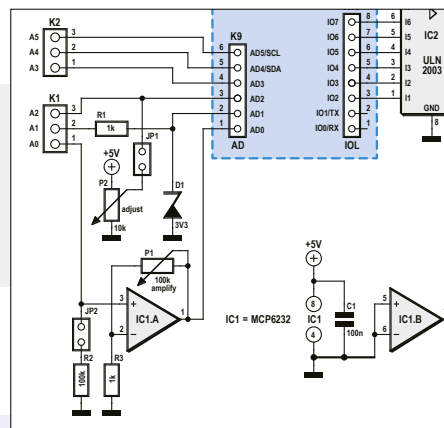 K2
A5
3
A4
2
A3
1
K1
A2
3
A1
2
A0
1
R1
1k
+5V
P2
adjust
10k
JP1
D1
3V3
K9
6
AD5/SCL
5
AD4/SDA
4
AD3
3
AD2
2
AD1
1
AD0
AD
IO7
8
IO6
7
IO5
6
IO4
5
IO3
4
IO2
3
IO1/TX
2
IO0/RX
1
IOL
6
I6
5
I5
4
I4
3
I3
2
I2
1
I1
IC2
ULN
2003
GND
8
P1
100k
amplify
3
+
2
–
1
IC1.A
JP2
R2
100k
R3
1k
IC1 = MCP6232
+5V
8
IC1
4
C1
100n
5
+
6
–
IC1.B